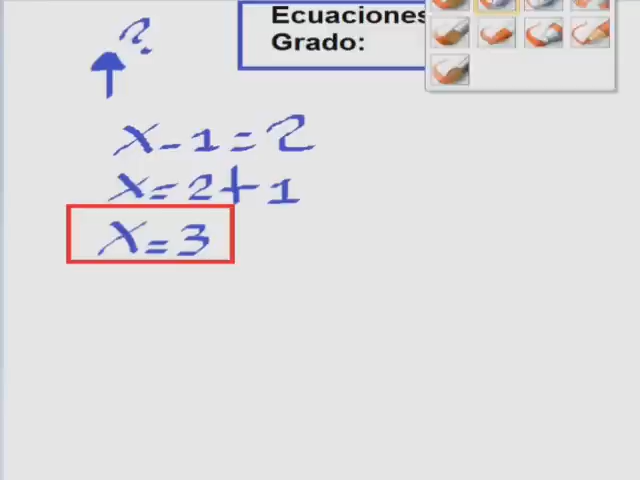 Ecuaciones
Grado:
?
x - 1 = 2
x = 2 + 1
x = 3